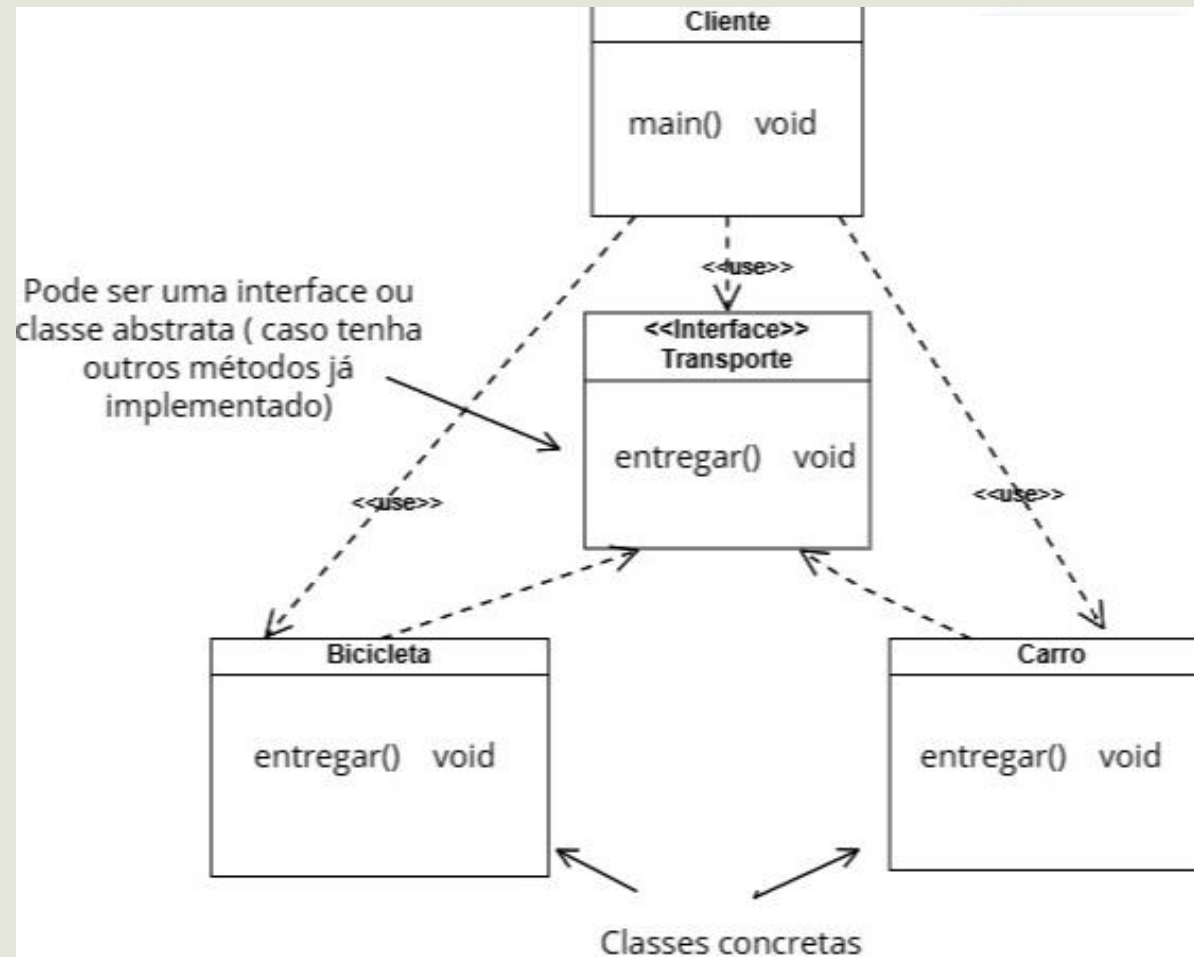 Cliente
main() void
<<use>>
Pode ser uma interface ou
classe abstrata ( caso tenha
outros métodos já
implementado)
<<Interface>>
Transporte
entregar() void
<<use>>
<<use>>
Bicicleta
entregar() void
Carro
entregar() void
Classes concretas